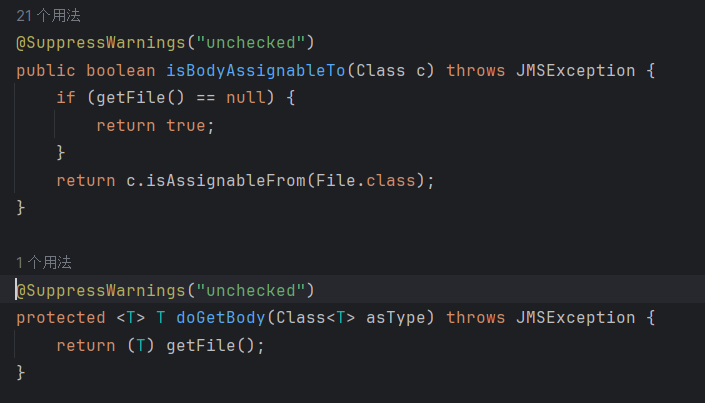 21 个用法
@SuppressWarnings("unchecked")
public boolean isBodyAssignableTo(Class c) throws JMSException {
    if (getFile() == null) {
        return true;
    }
    return c.isAssignableFrom(File.class);
}
1 个用法
@SuppressWarnings("unchecked")
protected <T> T doGetBody(Class<T> asType) throws JMSException {
    return (T) getFile();
}